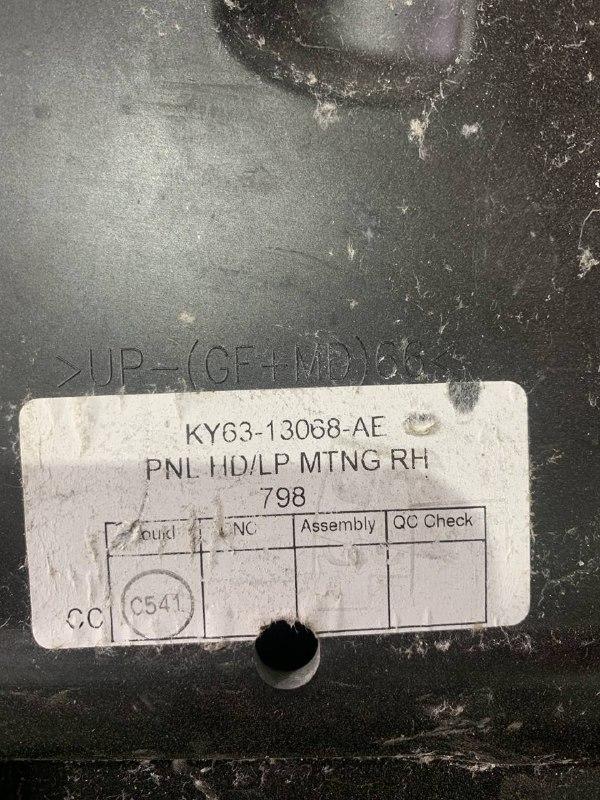 >UP-(GF+MD)66<
KY63-13068-AE
PNL HD/LP MTNG RH
798
Mould CNC Assembly QC Check
CC C541